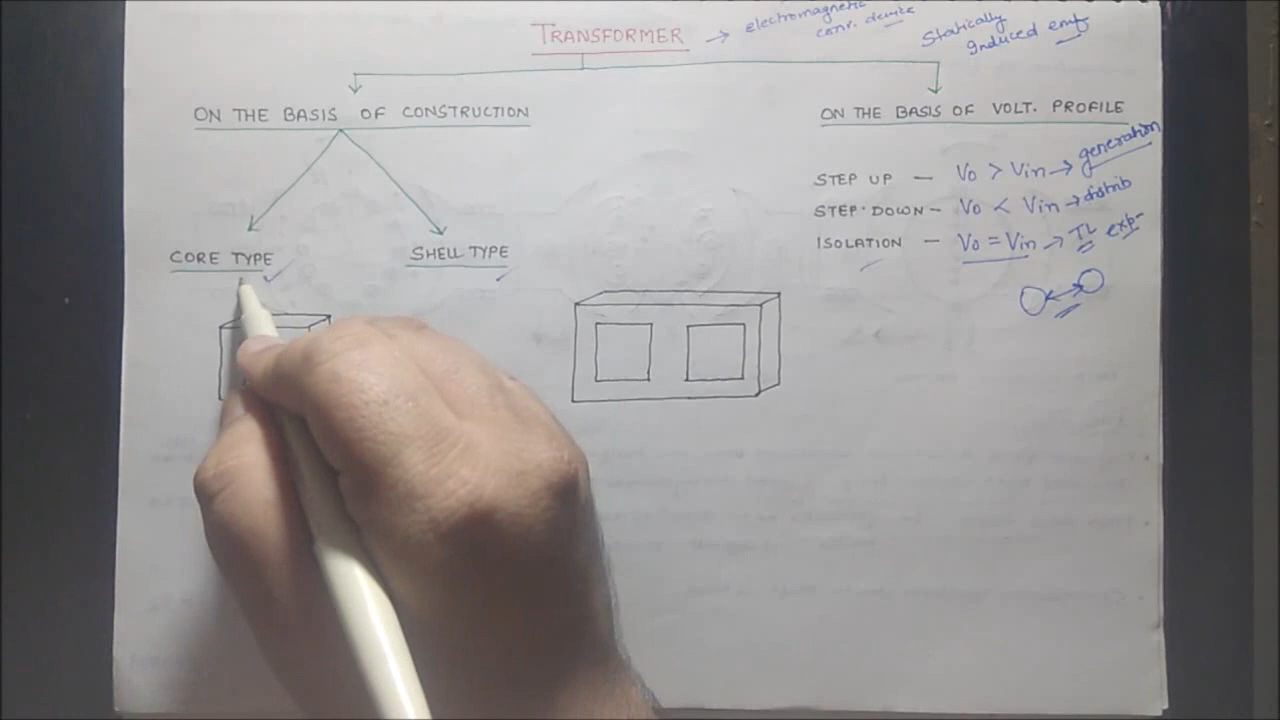 TRANSFORMER → electromagnetic
conv. device
Statically
Induced emf
ON THE BASIS OF CONSTRUCTION
ON THE BASIS OF VOLT. PROFILE
CORE TYPE
SHELL TYPE
STEP UP – Vo > Vin → generation
STEP-DOWN – Vo < Vin → distrib
ISOLATION – Vo = Vin → TL exp